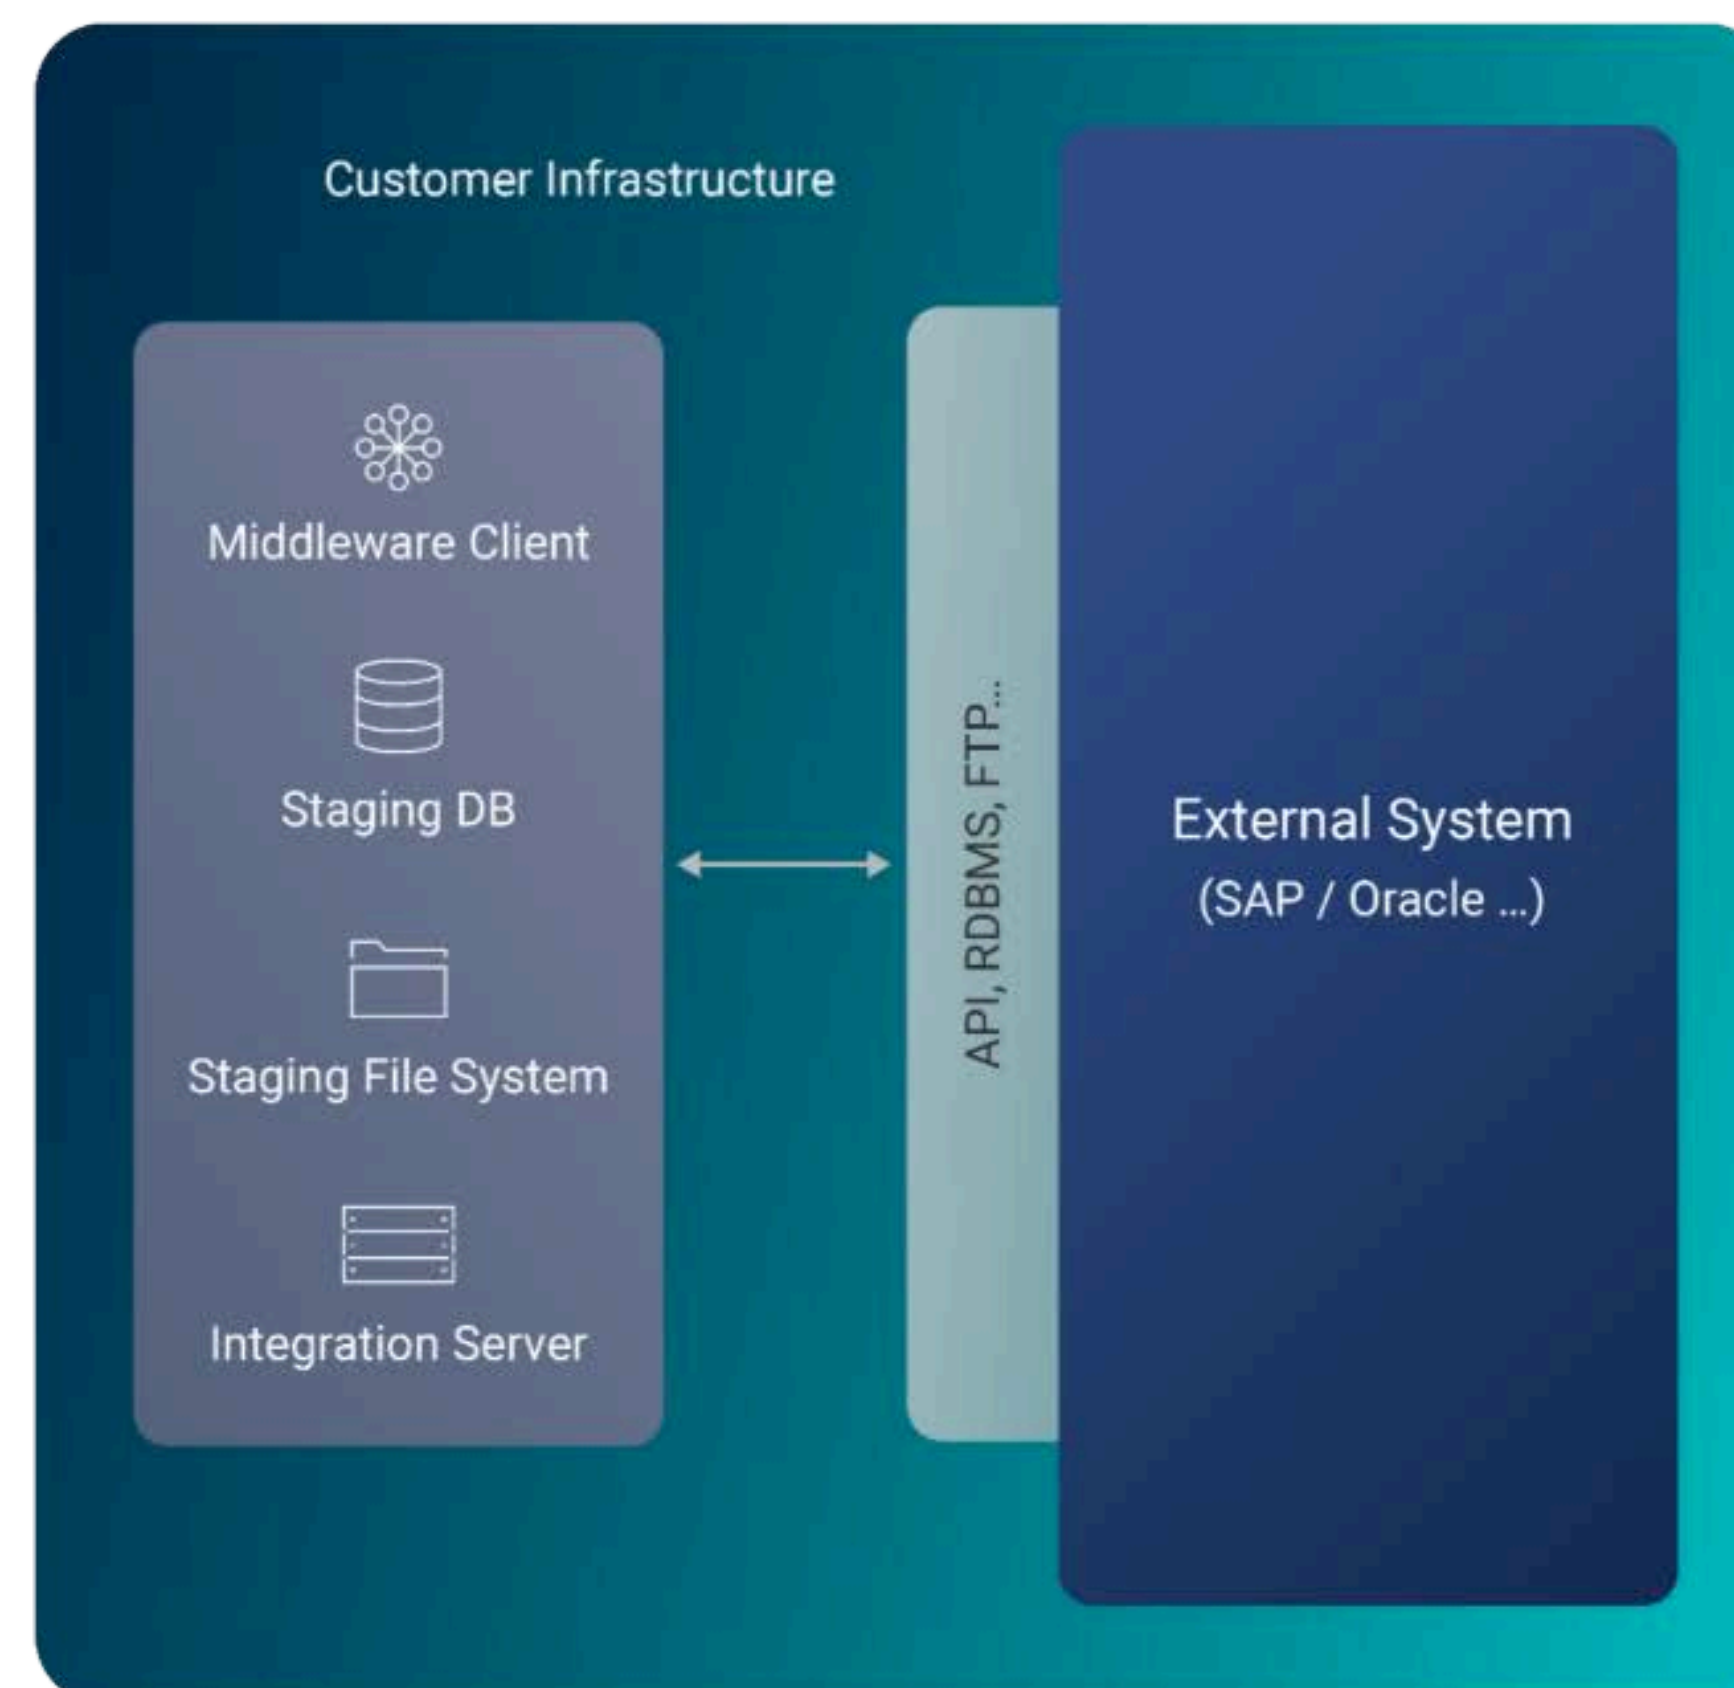 Customer Infrastructure
Middleware Client
Staging DB
Staging File System
Integration Server
API, RDBMS, FTP...
External System
(SAP / Oracle ...)